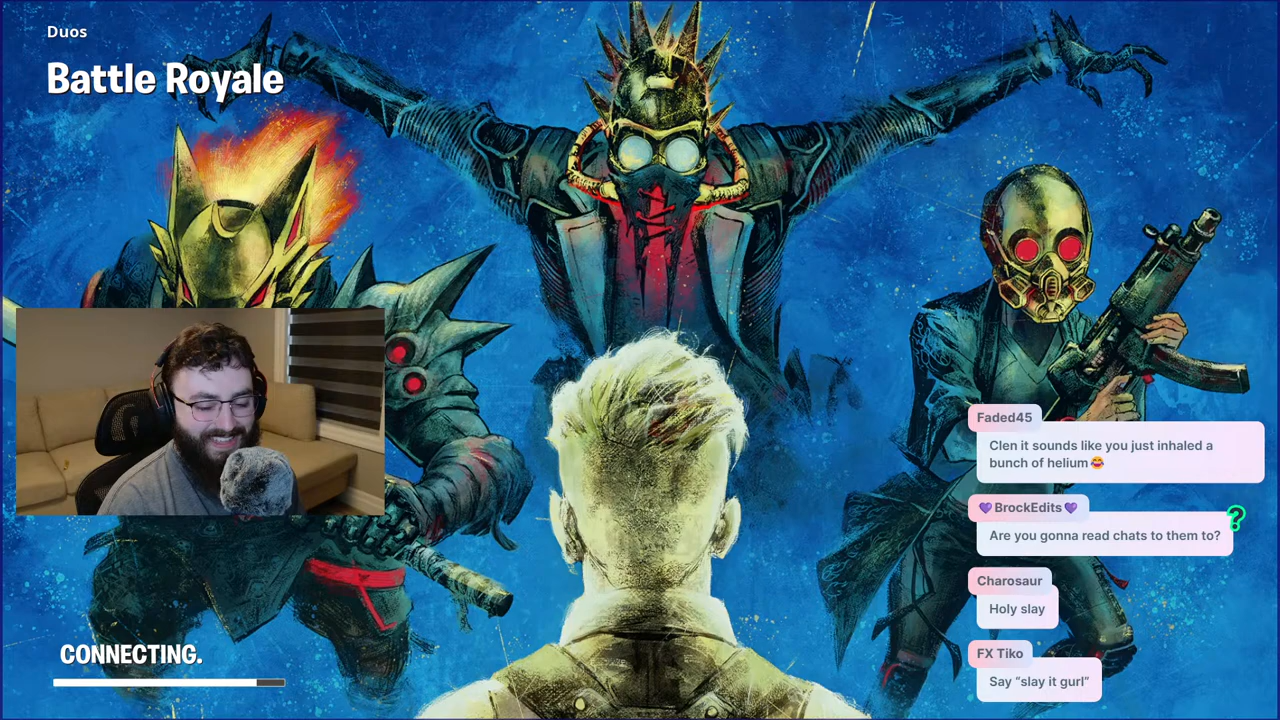 Duos
Battle Royale
Faded45
Clen it sounds like you just inhaled a
bunch of helium😂
💜BrockEdits💜
Are you gonna read chats to them to?
?
Charosaur
Holy slay
FX Tiko
Say “slay it gurl”
CONNECTING.